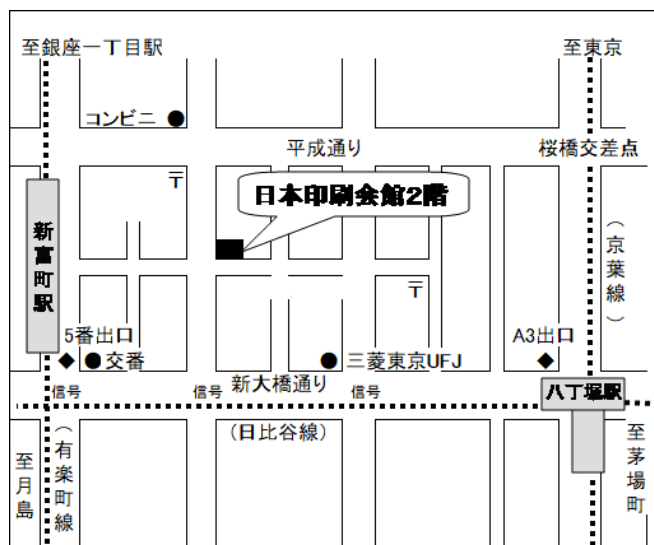 至銀座一丁目駅
至東京
コンビニ
平成通り
桜橋交差点
〒
日本印刷会館2階
新富町駅
（京葉線）
〒
5番出口
A3出口
交番
三菱東京UFJ
新大橋通り
信号
信号
信号
八丁堀駅
（日比谷線）
至月島
（有楽町線
至茅場町